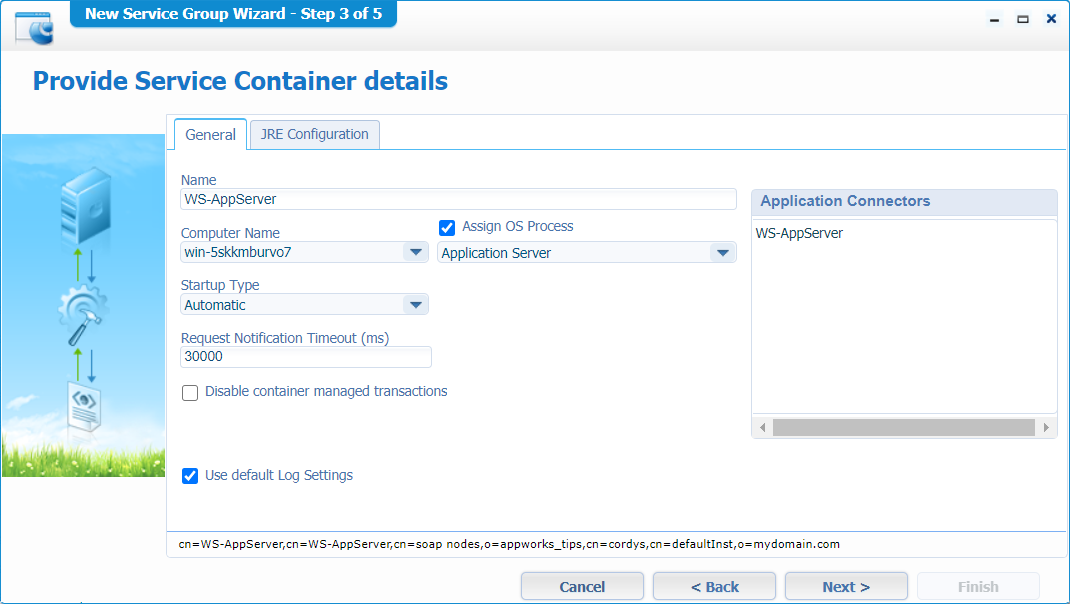 New Service Group Wizard - Step 3 of 5
Provide Service Container details
General
JRE Configuration
Name
WS-AppServer
Computer Name
win-5skkmburvo7
Assign OS Process
Application Server
Startup Type
Automatic
Request Notification Timeout (ms)
30000
Disable container managed transactions
Use default Log Settings
Application Connectors
WS-AppServer
cn=WS-AppServer,cn=WS-AppServer,cn=soap nodes,o=appworks_tips,cn=cordys,cn=defaultInst,o=mydomain.com
Cancel
< Back
Next >
Finish